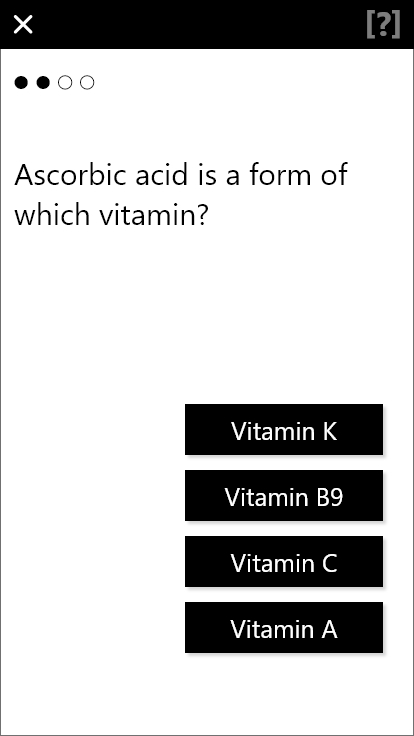 [?]
Ascorbic acid is a form of
which vitamin?
Vitamin K
Vitamin B9
Vitamin C
Vitamin A